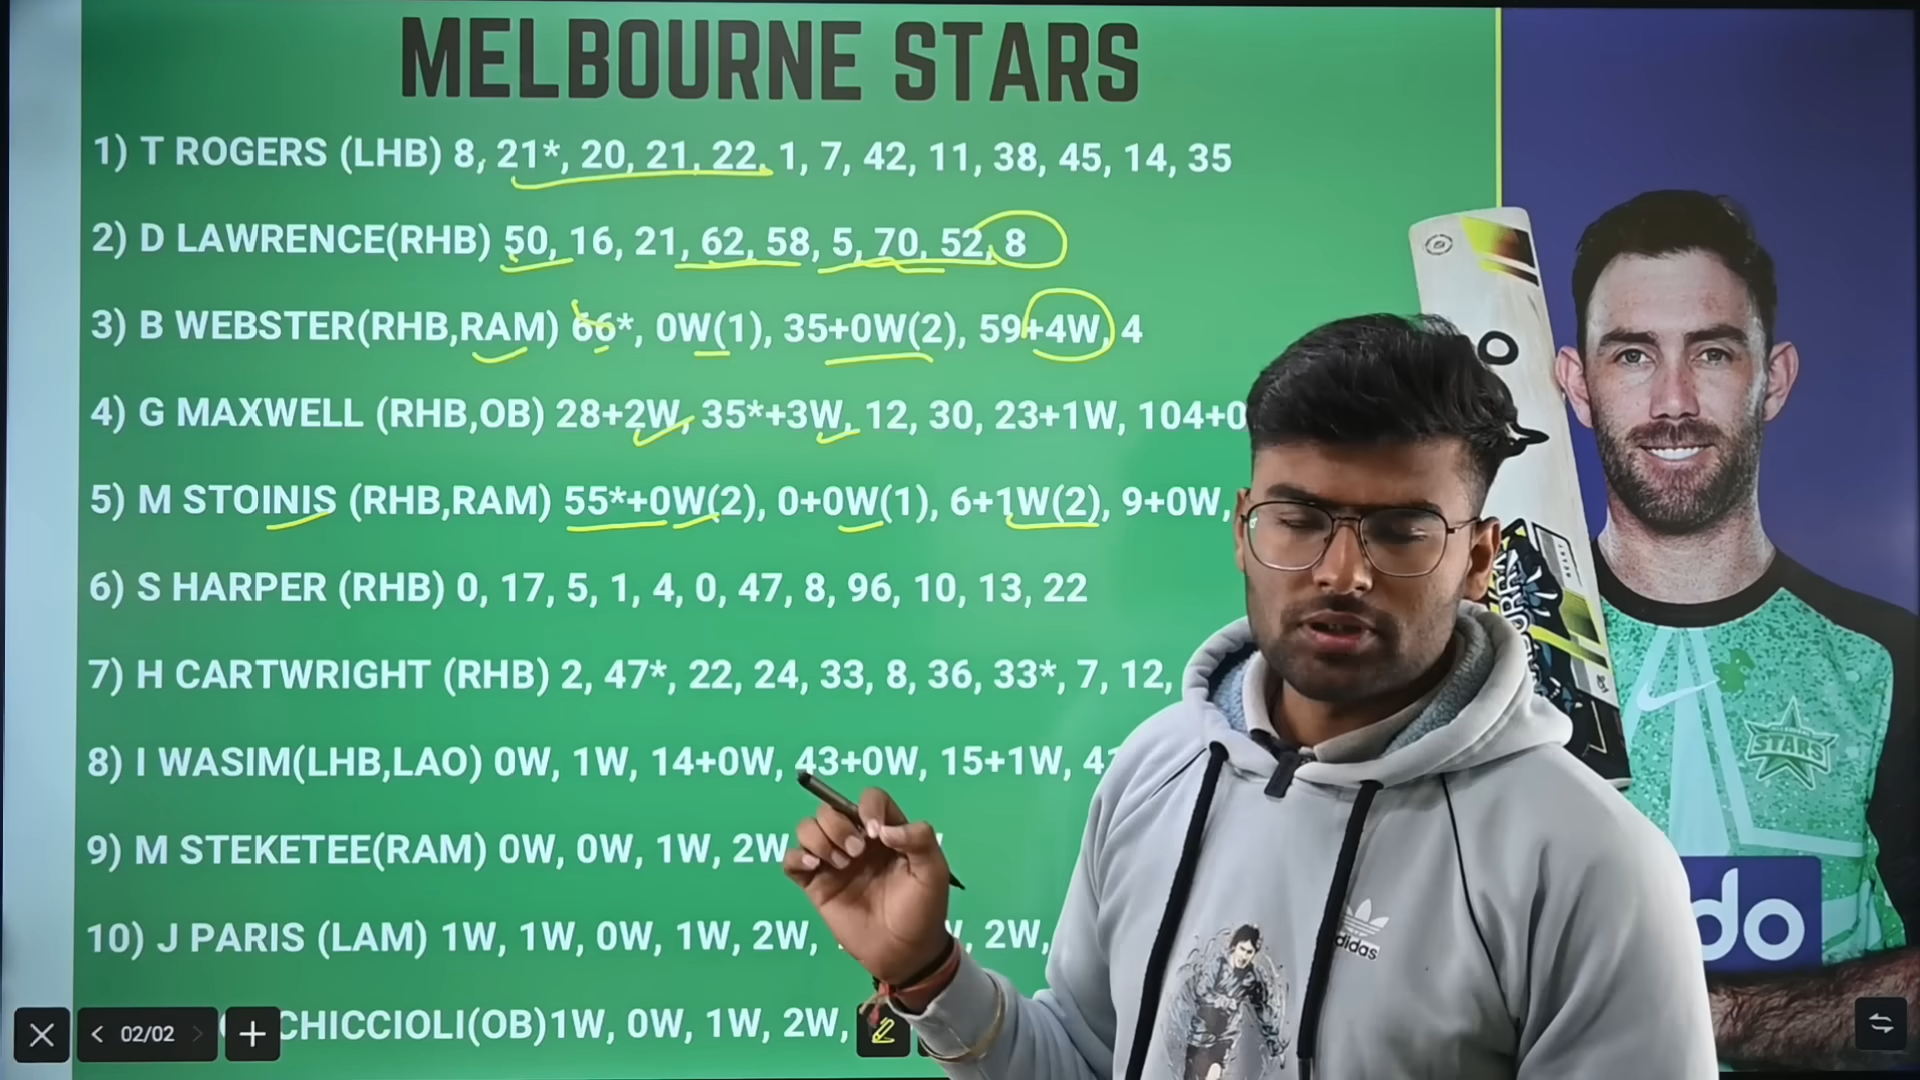 MELBOURNE STARS
1) T ROGERS (LHB) 8, 21*, 20, 21, 22, 1, 7, 42, 11, 38, 45, 14, 35
2) D LAWRENCE(RHB) 50, 16, 21, 62, 58, 5, 70, 52, 8
3) B WEBSTER(RHB,RAM) 66*, 0W(1), 35+0W(2), 59+4W, 4
4) G MAXWELL (RHB,OB) 28+2W, 35*+3W, 12, 30, 23+1W, 104+0
5) M STOINIS (RHB,RAM) 55*+0W(2), 0+0W(1), 6+1W(2), 9+0W,
6) S HARPER (RHB) 0, 17, 5, 1, 4, 0, 47, 8, 96, 10, 13, 22
7) H CARTWRIGHT (RHB) 2, 47*, 22, 24, 33, 8, 36, 33*, 7, 12,
8) I WASIM(LHB,LAO) 0W, 1W, 14+0W, 43+0W, 15+1W,
9) M STEKETEE(RAM) 0W, 0W, 1W, 2W
10) J PARIS (LAM) 1W, 1W, 0W, 1W, 2W, 2W,
CHICCIOLI(OB)1W, 0W, 1W, 2W,
02/02
STARS
do
adidas